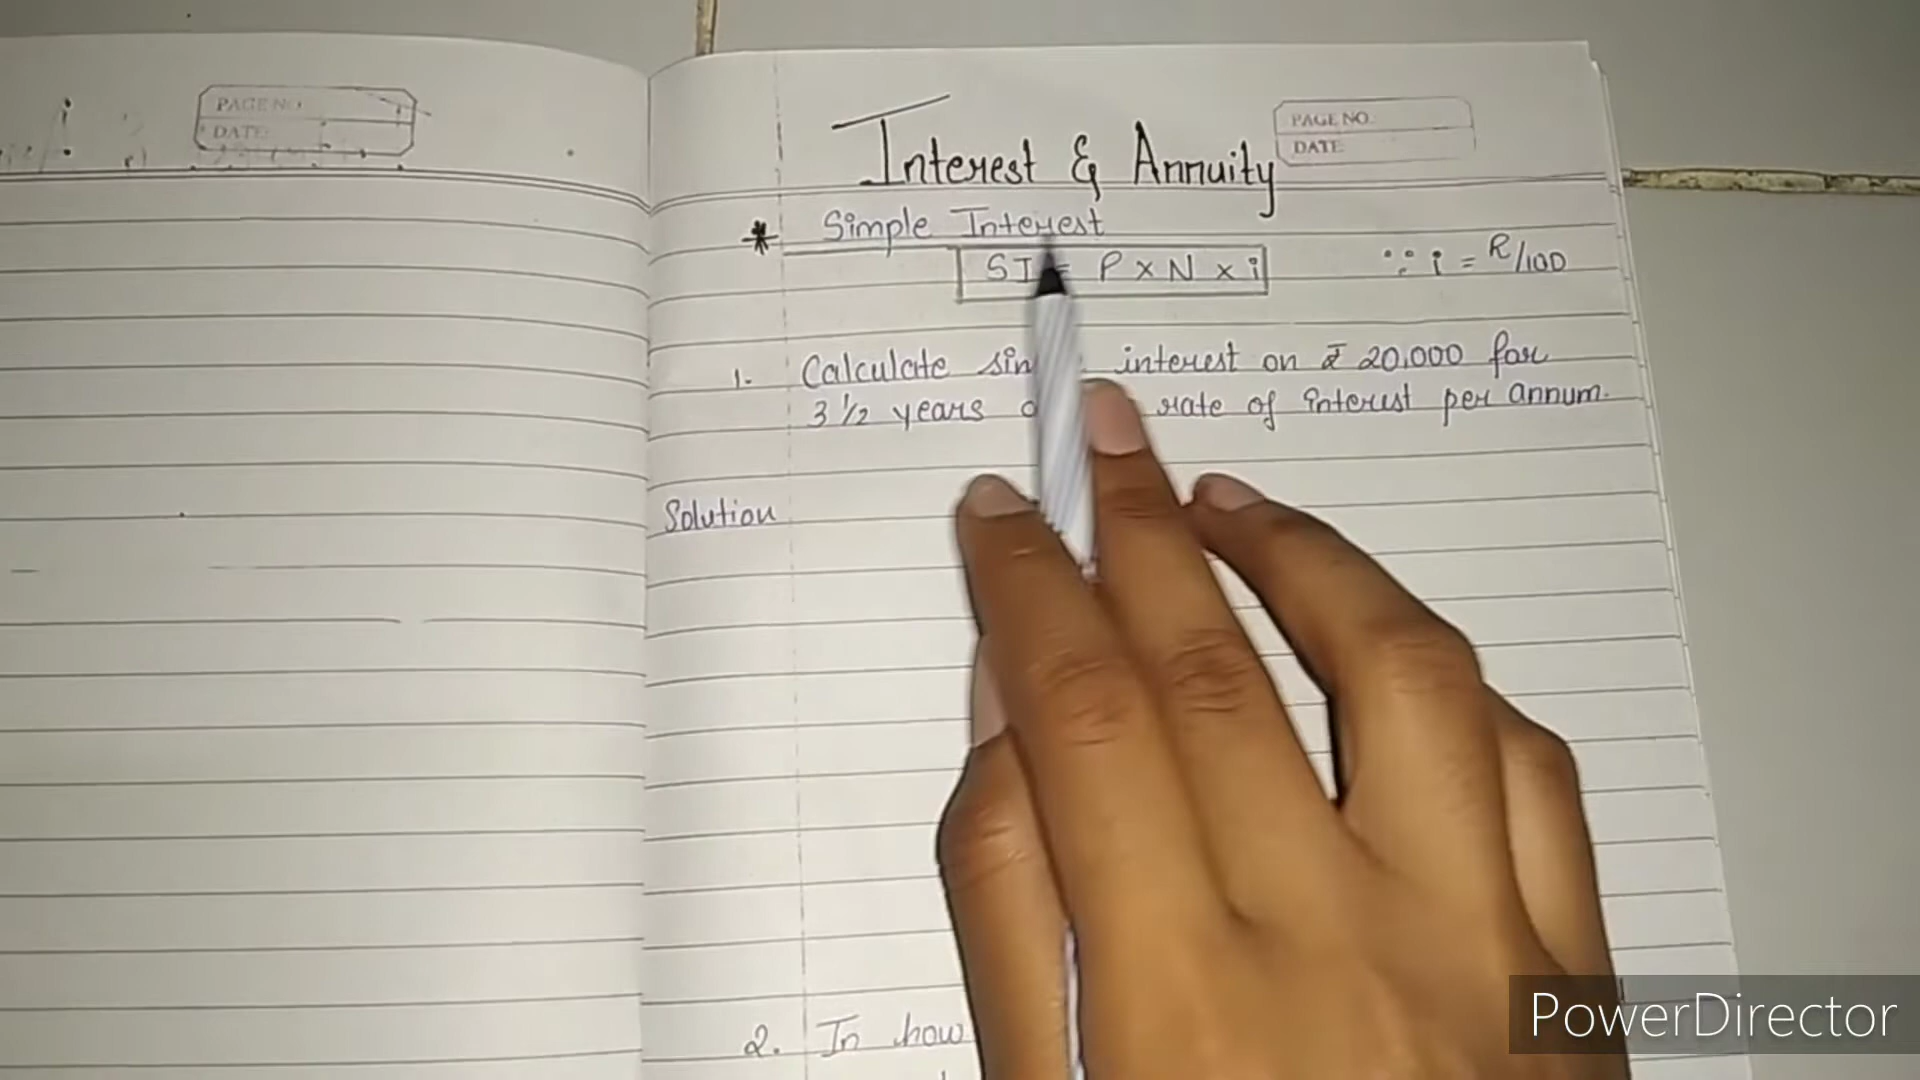 PAGE NO.
DATE:
Interest & Annuity
PAGE NO.
DATE:
* Simple Interest
SI = P x N x i ∵ i = R/100
1. Calculate interest on ₹ 20,000 for
3 1/2 years rate of interest per annum.
Solution
2. In how
PowerDirector